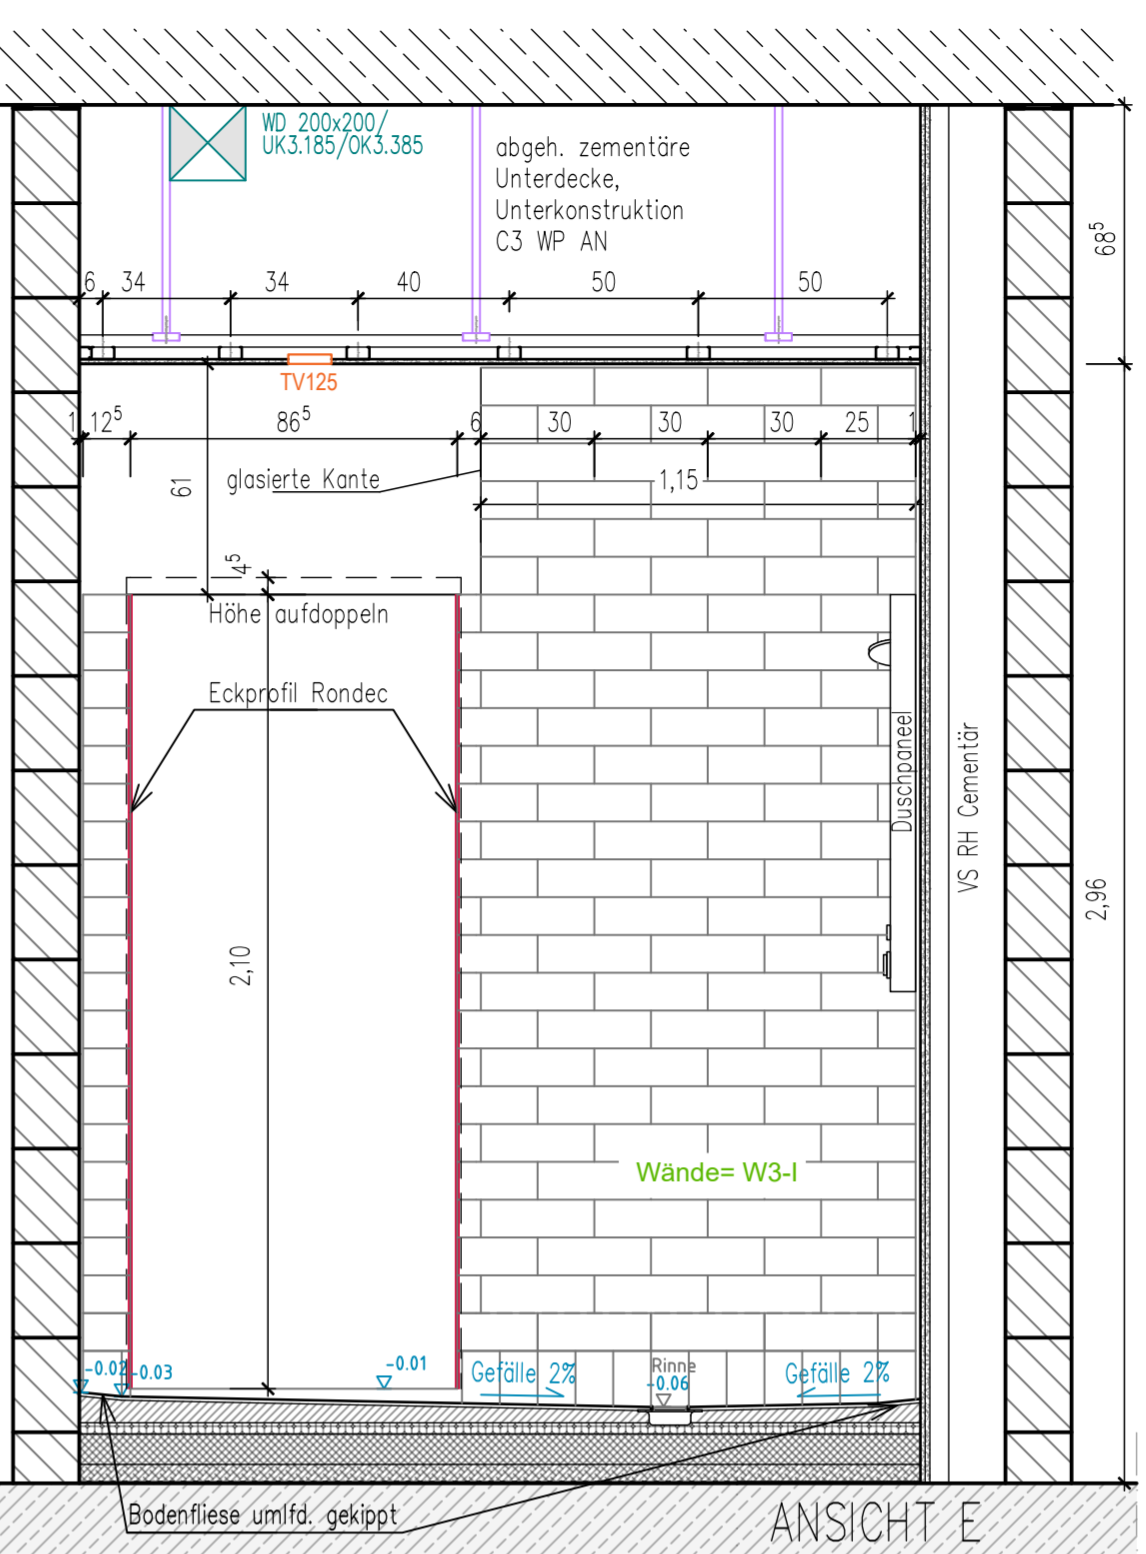 WD 200x200/
UK3.185/OK3.385
abgeh. zementäre
Unterdecke,
Unterkonstruktion
C3 WP AN
68⁵
6 34 34 40 50 50
TV125
1 12⁵ 86⁵ 6 30 30 30 25 1
61
glasierte Kante
1,15
4⁵
Höhe aufdoppeln
Eckprofil Rondec
Duschpaneel
VS RH Cementär
2,96
2,10
Wände= W3-I
-0.02
-0.03
-0.01
Gefälle 2%
Rinne
-0.06
Gefälle 2%
Bodenfliese umlfd. gekippt
ANSICHT E